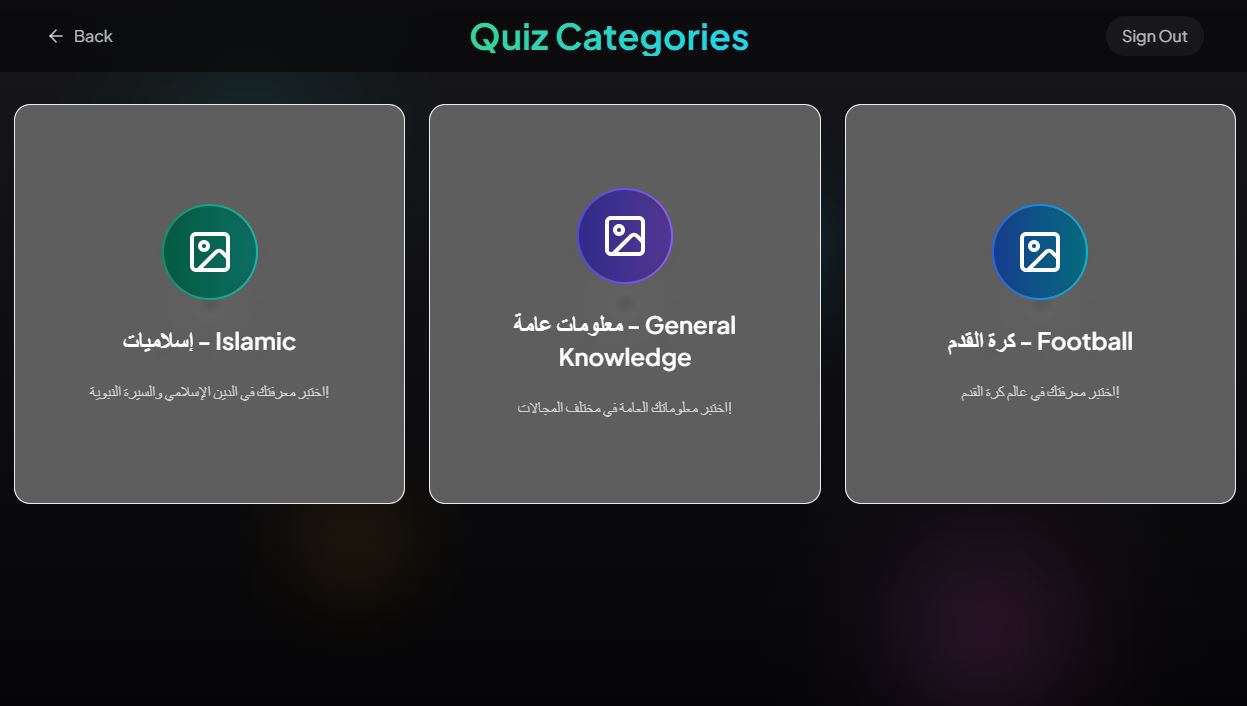 Back
Quiz Categories
Sign Out
إسلاميات – Islamic
اختبر معرفتك في الدين الإسلامي والسيرة النبوية!
معلومات عامة – General
Knowledge
اختبر معلوماتك العامة في مختلف المجالات!
كرة القدم – Football
اختبر معرفتك في عالم كرة القدم!